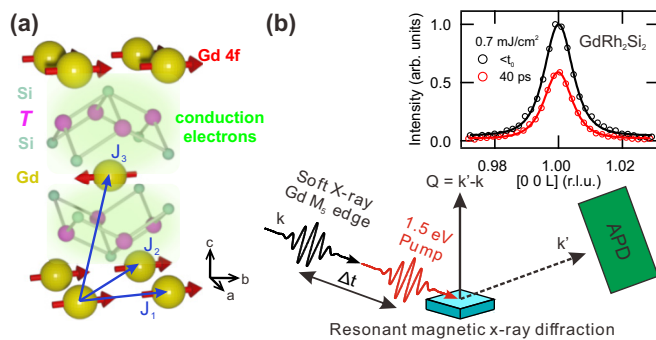 (a)
Gd 4f
Si
T
Si
conduction
electrons
J₃
Gd
J₂
J₁
c
b
a
(b)
Intensity (arb. units)
1.0
0.5
0.0
GdRh₂Si₂
0.7 mJ/cm²
<t₀
40 ps
0.98
1.00
1.02
[0 0 L] (r.l.u.)
Soft X-ray
Gd M₅ edge
k
1.5 eV
Pump
Δt
Q = k'-k
k'
APD
Resonant magnetic x-ray diffraction